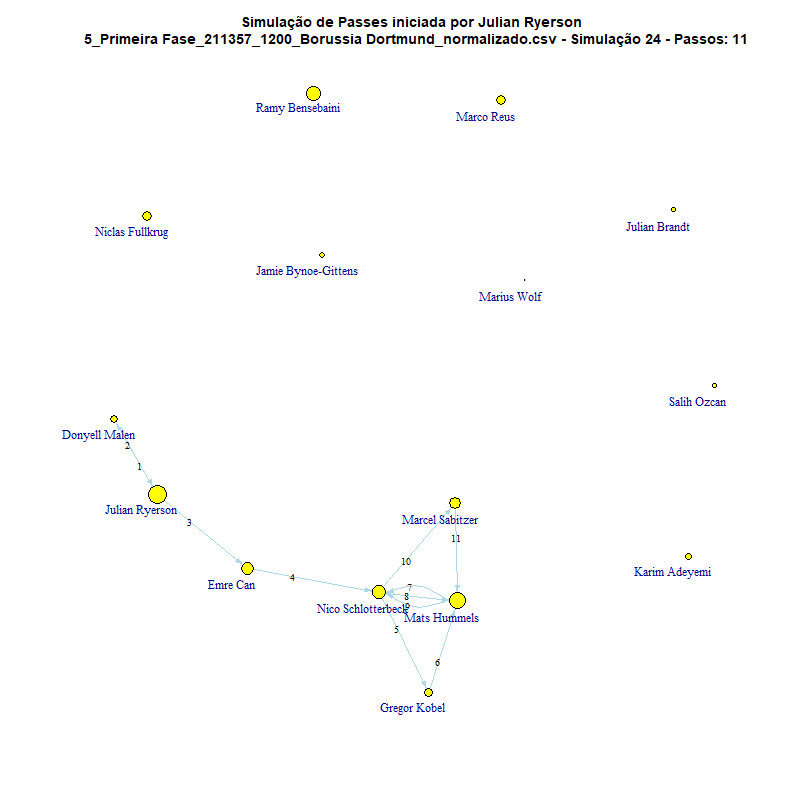 Simulação de Passes iniciada por Julian Ryerson
5_Primeira Fase_211357_1200_Borussia Dortmund_normalizado.csv - Simulação 24 - Passos: 11
Ramy Bensebaini
Marco Reus
Niclas Fullkrug
Julian Brandt
Jamie Bynoe-Gittens
Marius Wolf
Salih Ozcan
Donyell Malen
2
1
Julian Ryerson
3
Marcel Sabitzer
11
10
Karim Adeyemi
4
Emre Can
7
8
9
Nico Schlotterbeck
Mats Hummels
5
6
Gregor Kobel